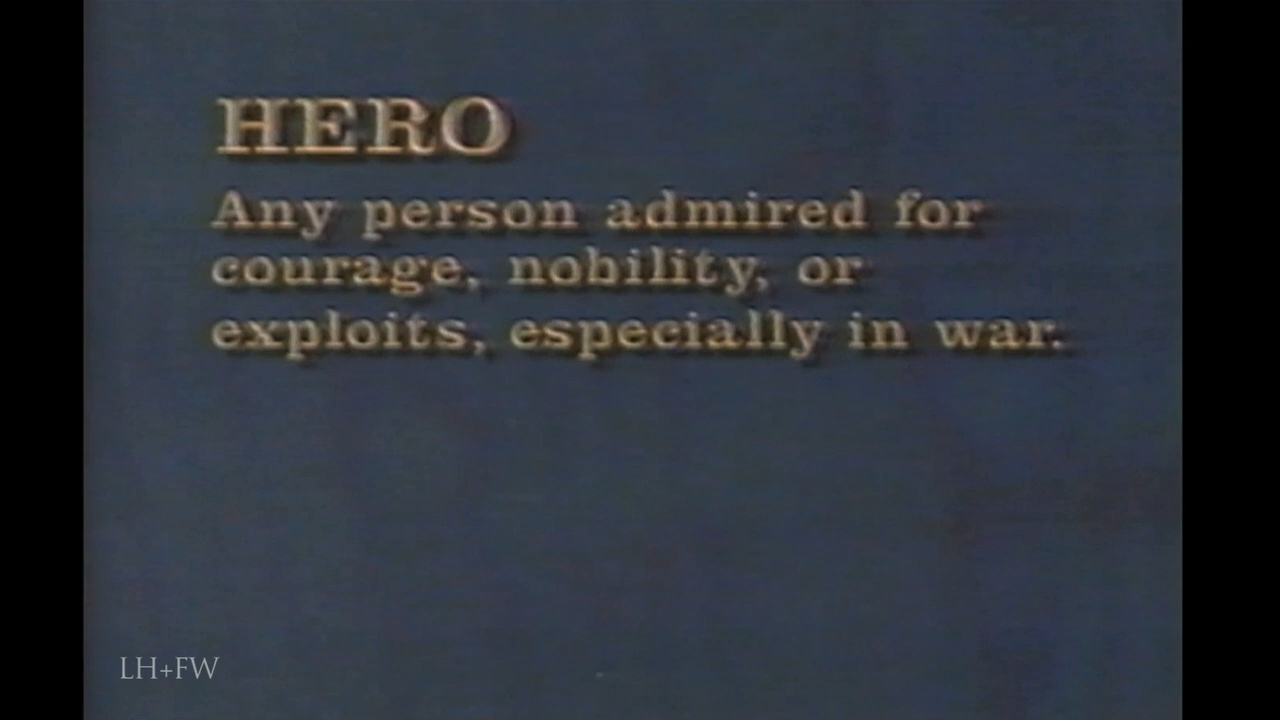 HERO
Any person admired for
courage, nobility, or
exploits, especially in war.
LH+FW